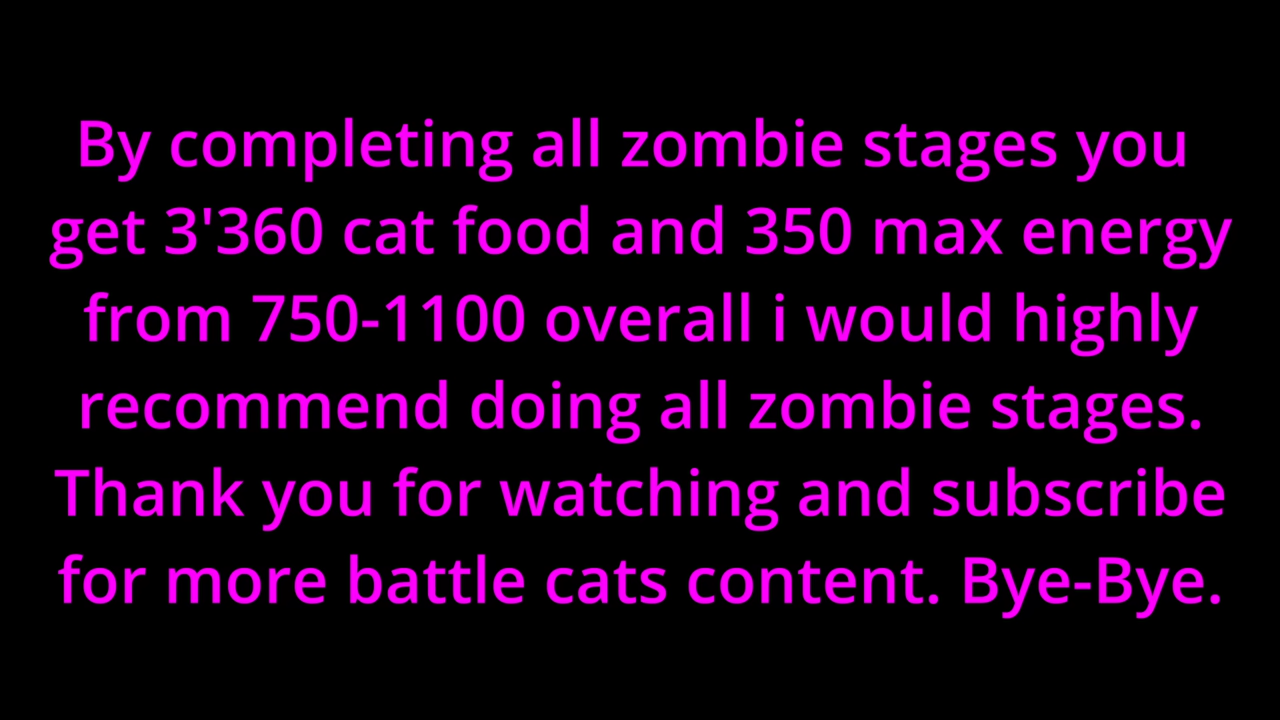 By completing all zombie stages you
get 3'360 cat food and 350 max energy
from 750-1100 overall i would highly
recommend doing all zombie stages.
Thank you for watching and subscribe
for more battle cats content. Bye-Bye.